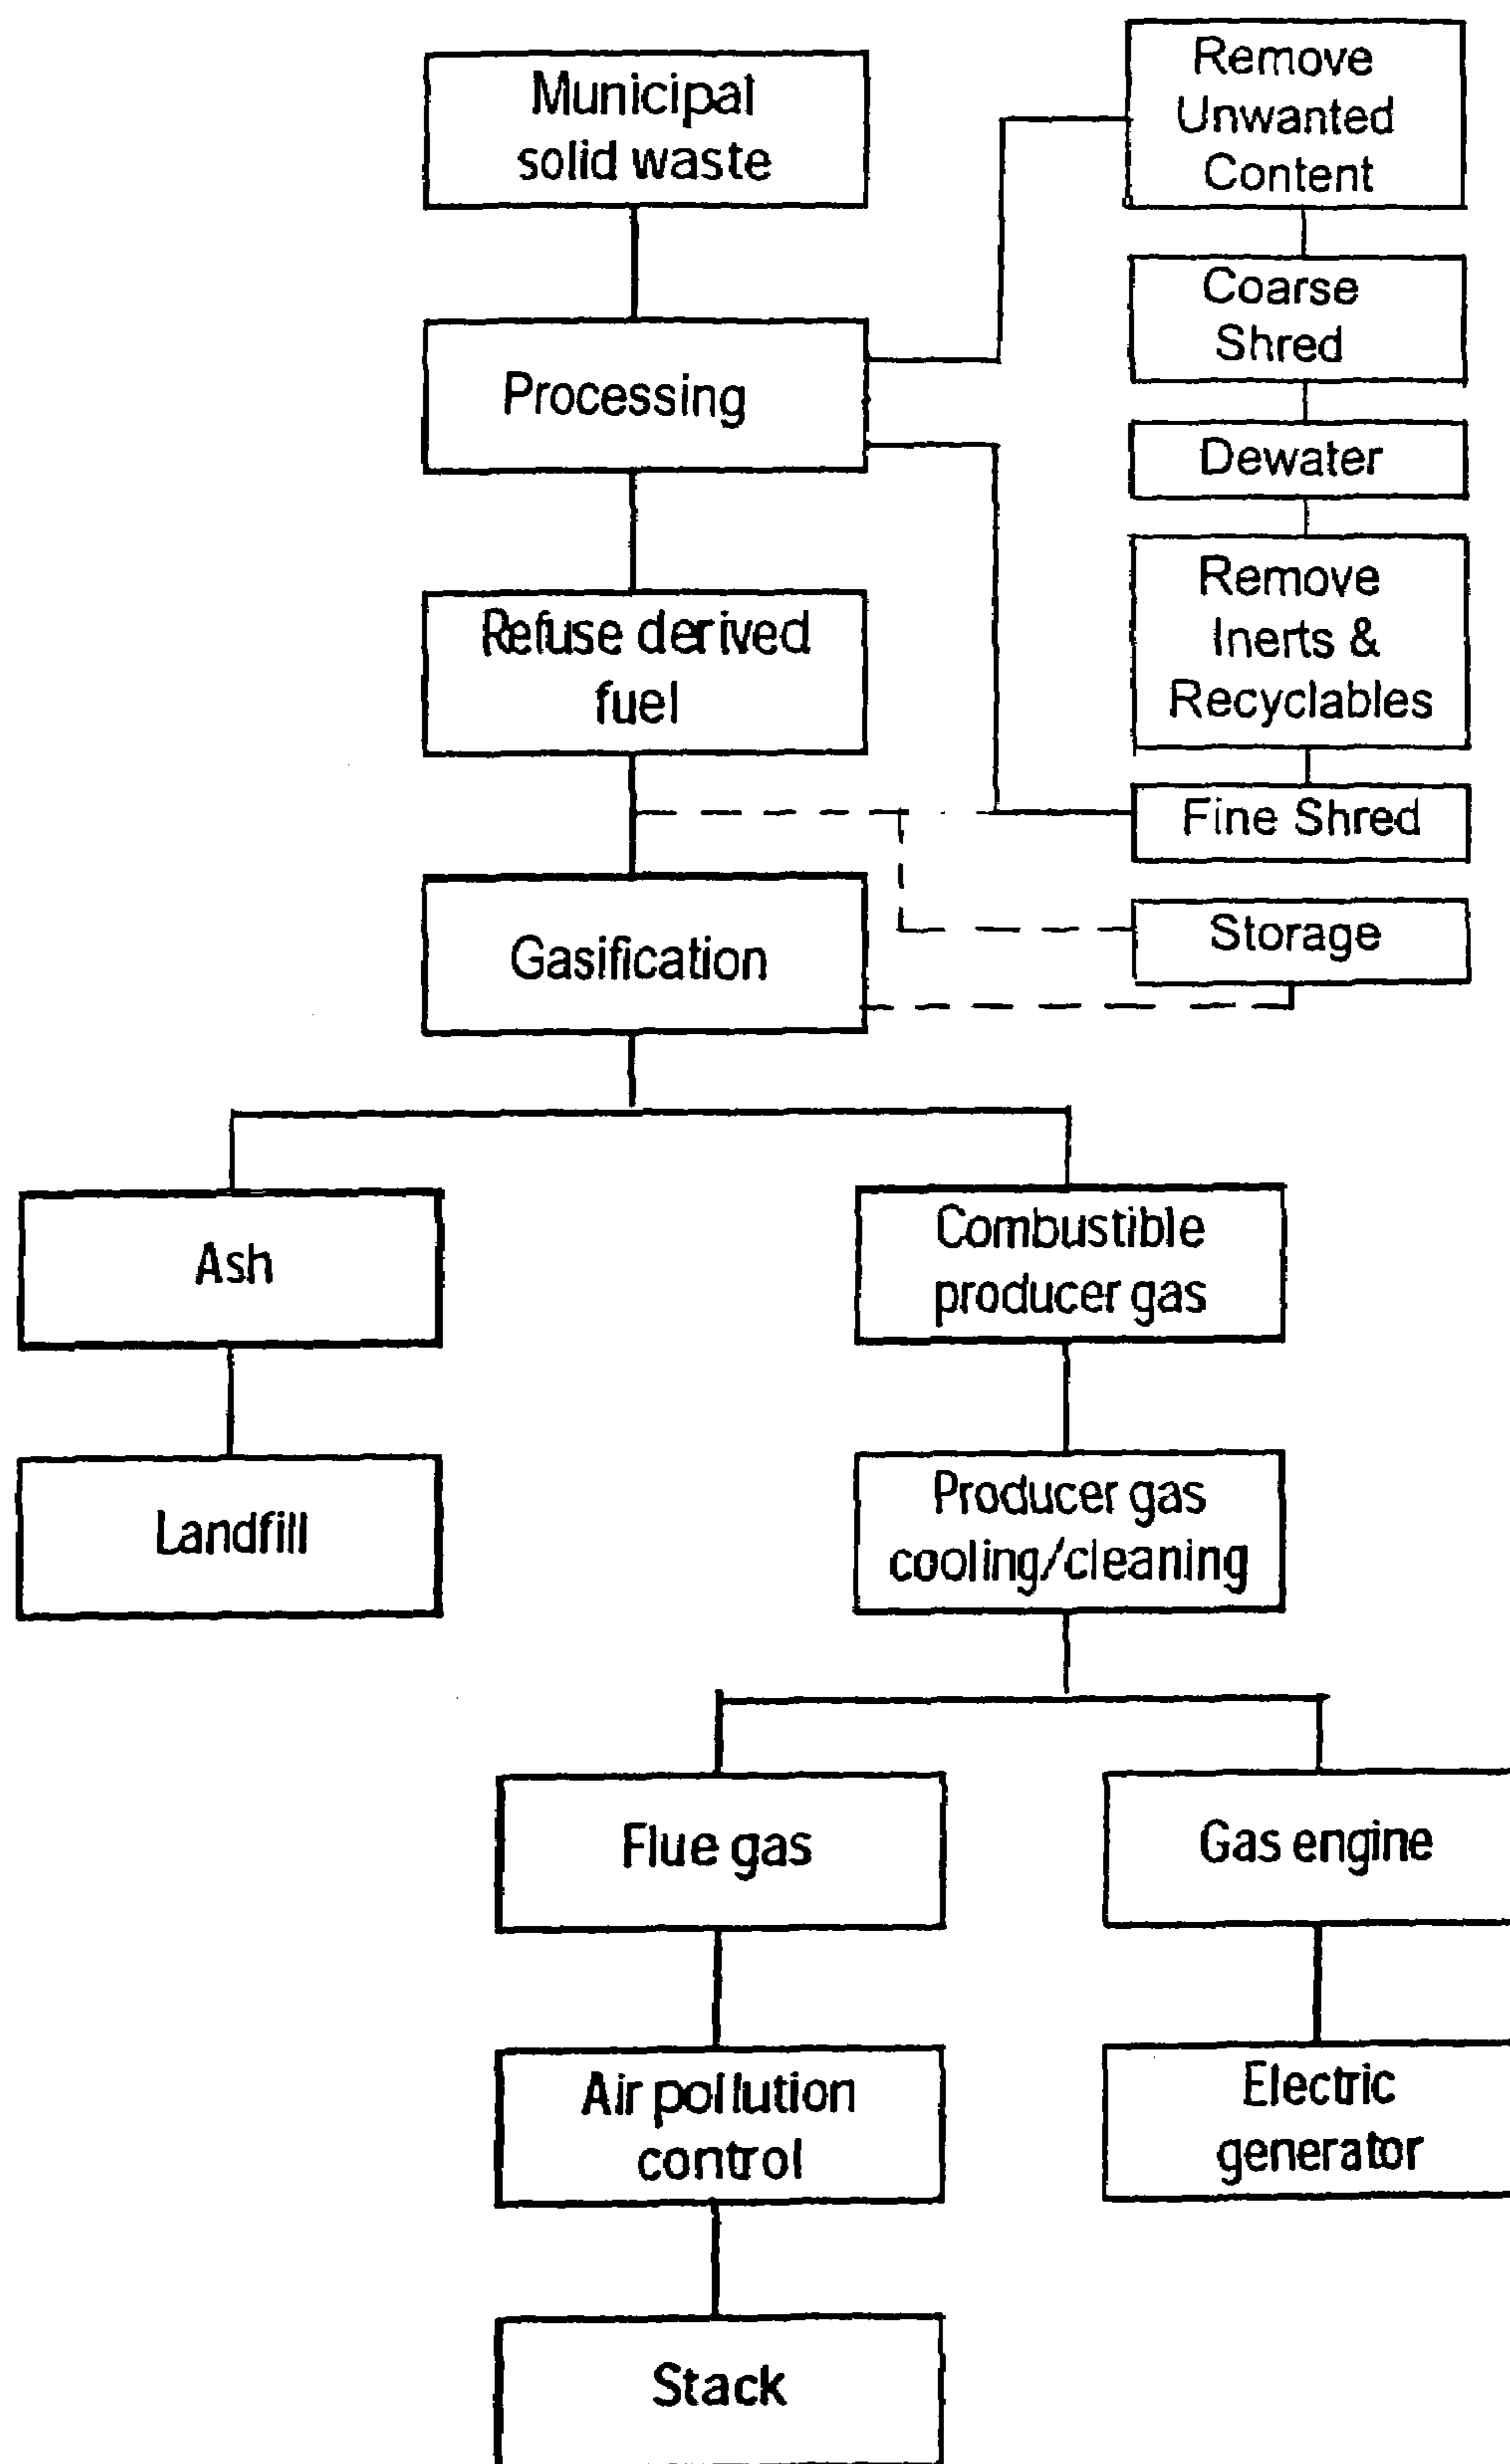 Municipal
solid waste
Processing
Refuse derived
fuel
Gasification
Remove
Unwanted
Content
Coarse
Shred
Dewater
Remove
Inerts &
Recyclables
Fine Shred
Storage
Ash
Landfill
Combustible
producer gas
Producer gas
cooling/cleaning
Flue gas
Air pollution
control
Stack
Gas engine
Electric
generator